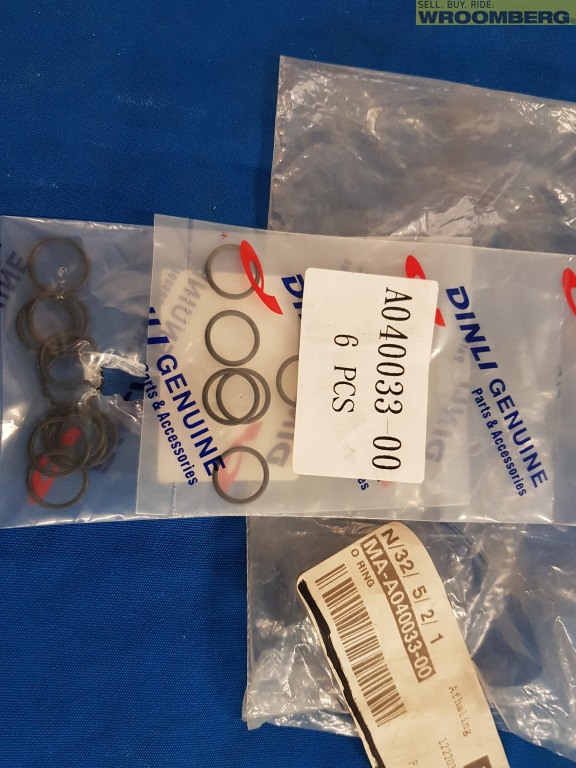 SELL. BUY. RIDE.
WROOMBERG
DINLI GENUINE
Parts & Accessories
A040033-00
6 PCS
DINLI GENUINE
Parts & Accessories
N/32/ 5/ 2/ 1
MA-A040033-00
O RING
Afhaling